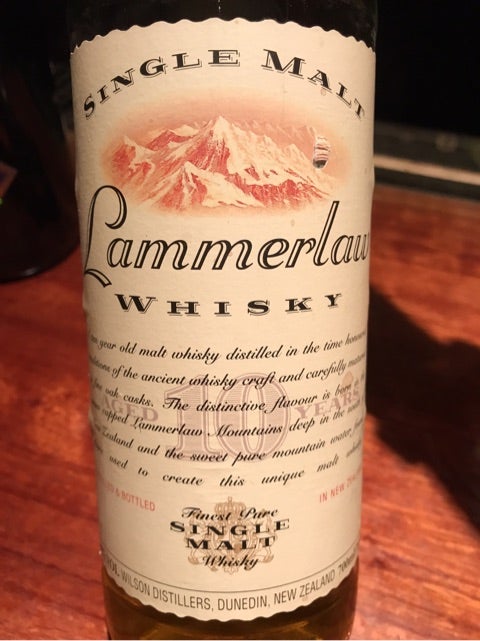 SINGLE MALT
Lammerlaw
WHISKY
ten year old malt whisky distilled in the time honoured
traditions of the ancient whisky craft and carefully matured
fine oak casks. The distinctive flavour is born
capped Lammerlaw Mountains deep in the
Zealand and the sweet pure mountain water
used to create this unique malt
AGED 10 YEARS
& BOTTLED
IN NEW
Finest Pure
SINGLE
MALT
Whisky
WILSON DISTILLERS, DUNEDIN, NEW ZEALAND